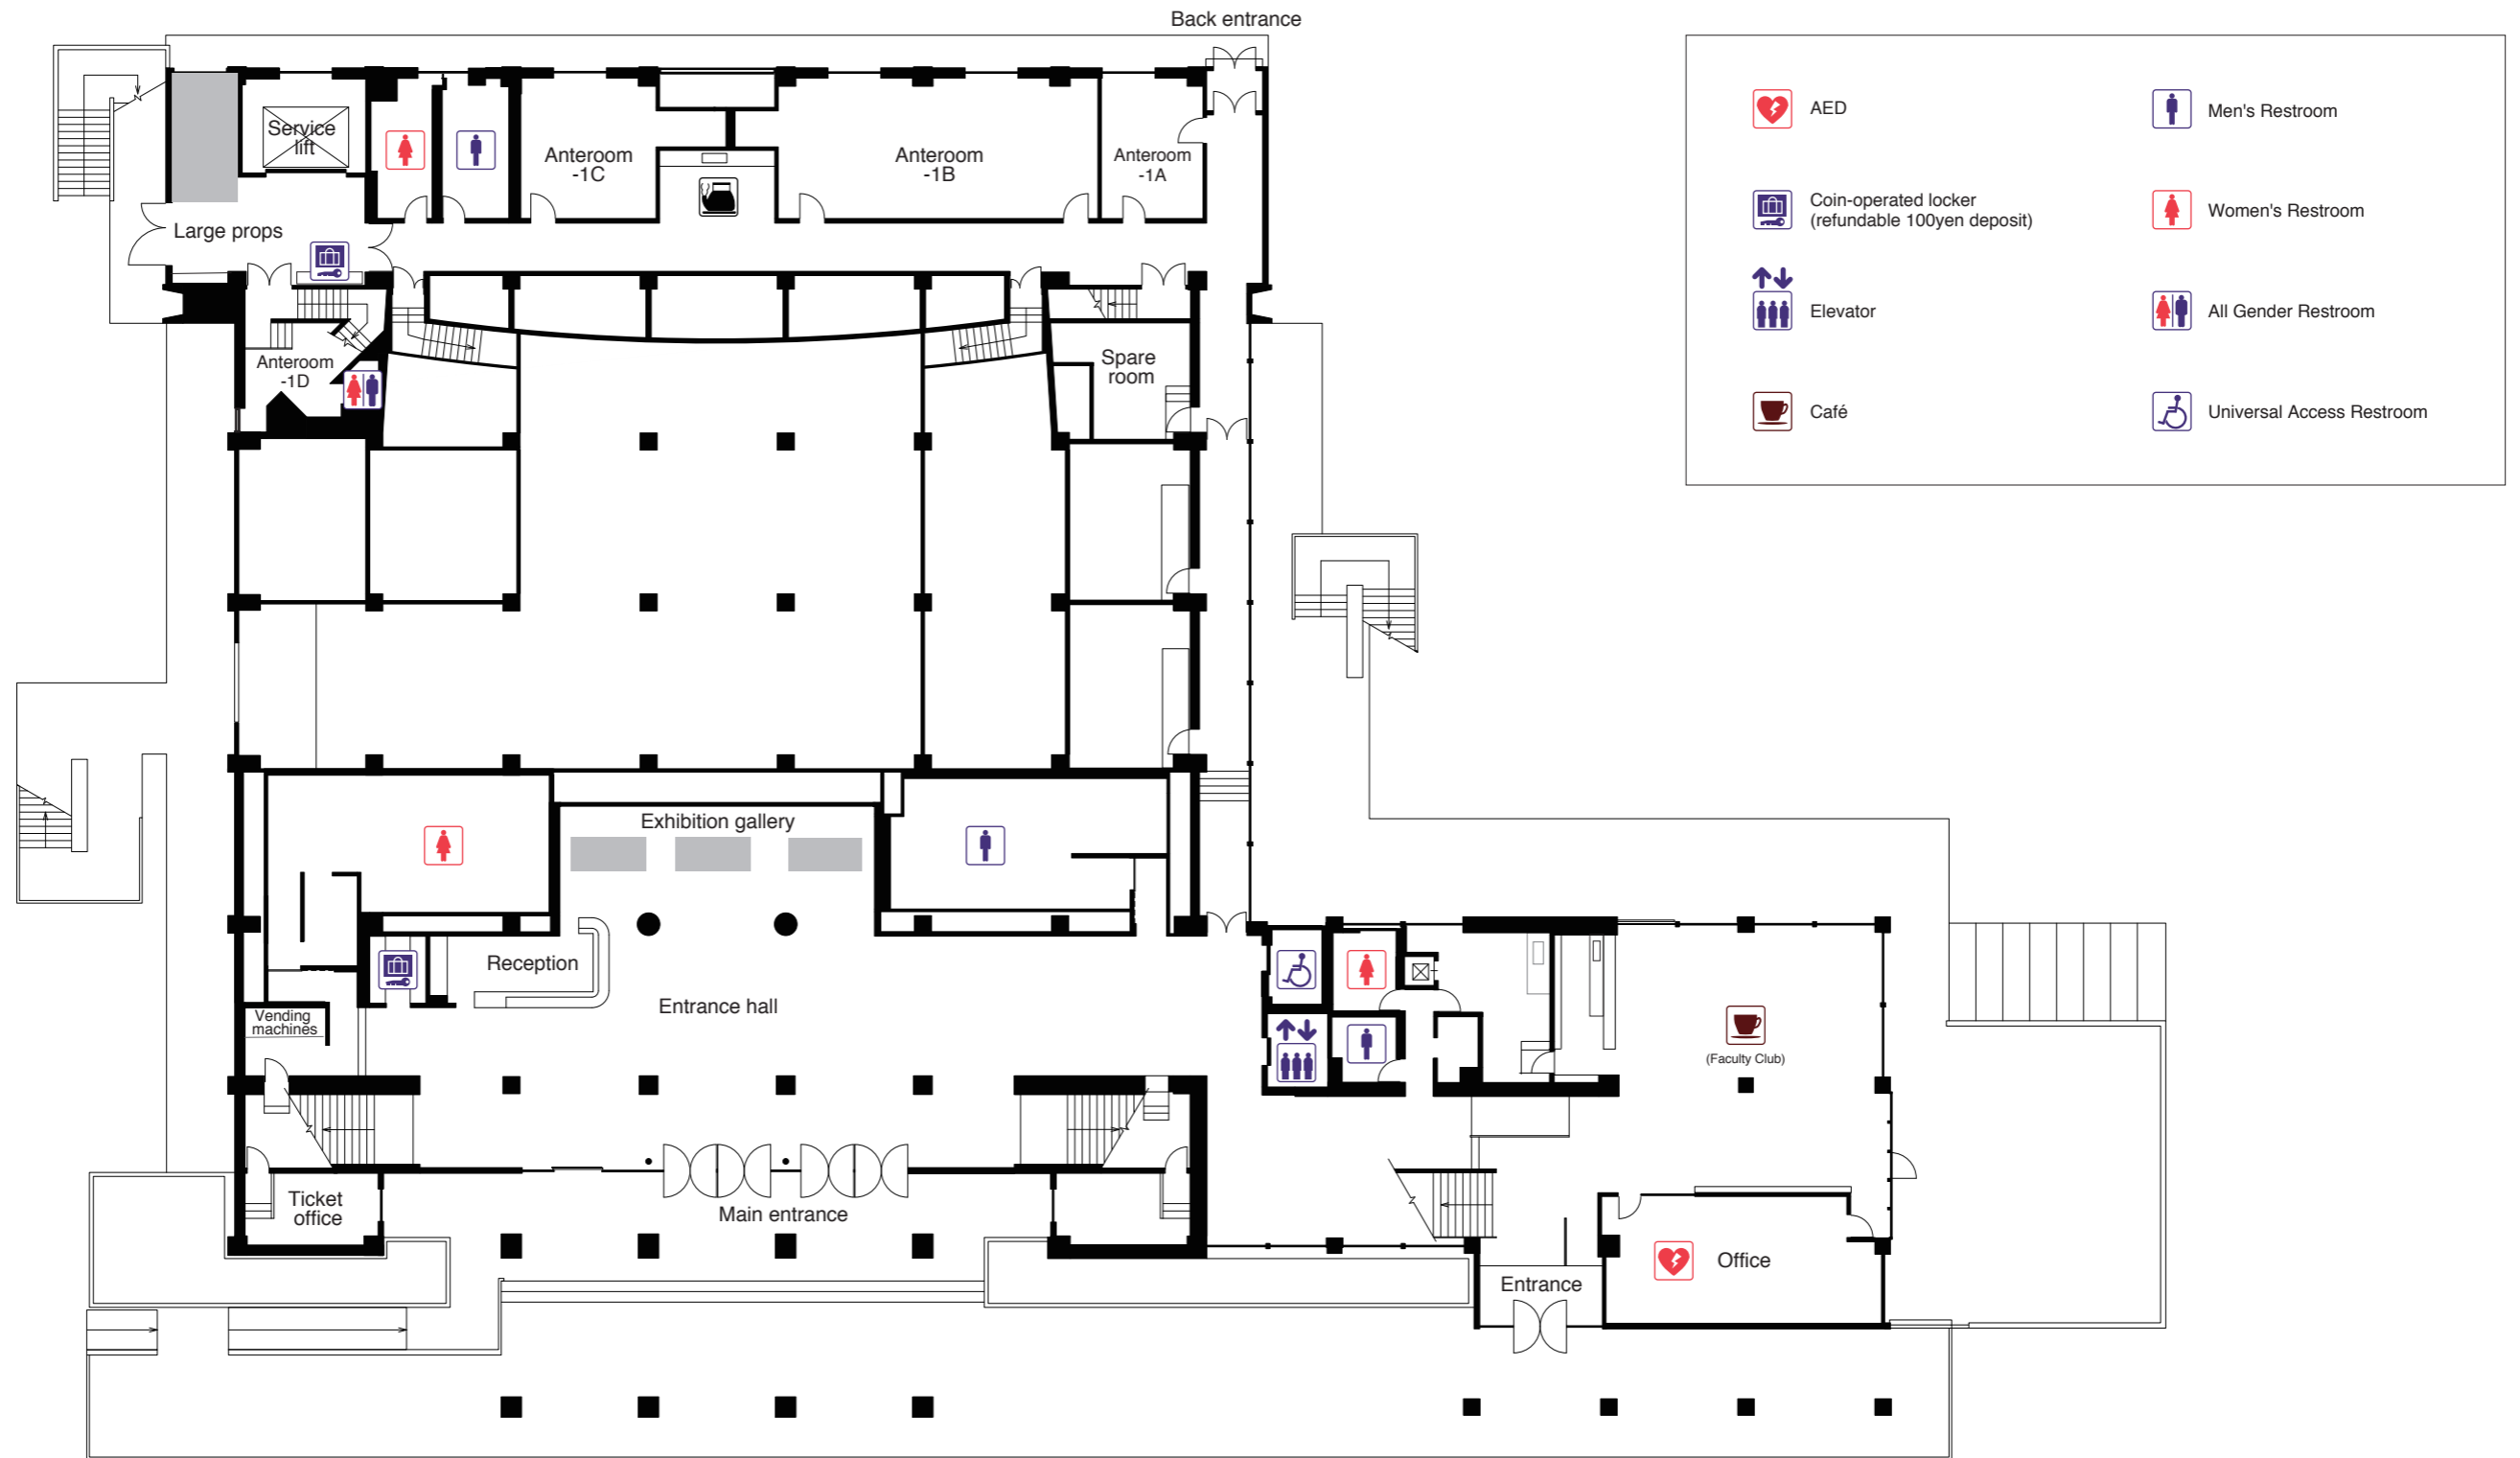 Back entrance
AED
Men's Restroom
Coin-operated locker
(refundable 100yen deposit)
Women's Restroom
Elevator
All Gender Restroom
Café
Universal Access Restroom
Service
lift
Anteroom
-1C
Anteroom
-1B
Anteroom
-1A
Large props
Anteroom
-1D
Spare
room
Exhibition gallery
Reception
Entrance hall
Vending
machines
(Faculty Club)
Ticket
office
Main entrance
Office
Entrance